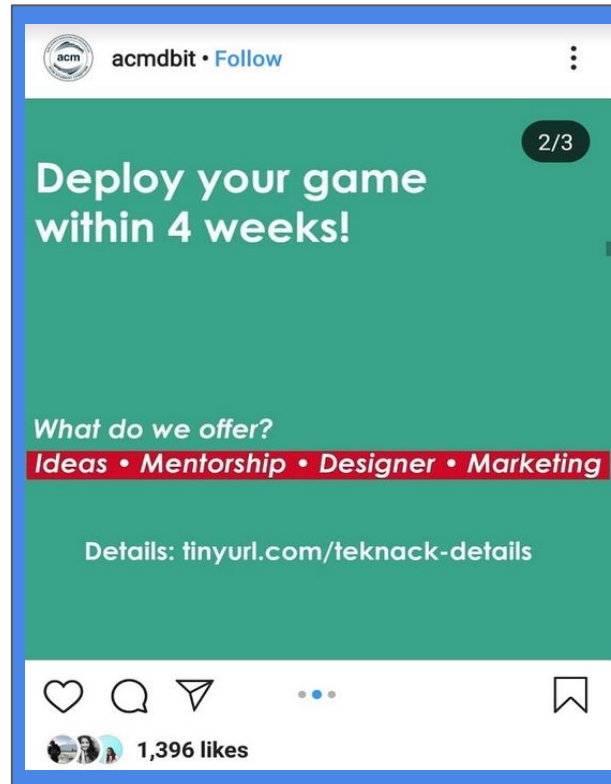 acm
acmdbit • Follow
2/3
Deploy your game
within 4 weeks!
What do we offer?
Ideas • Mentorship • Designer • Marketing
Details: tinyurl.com/teknack-details
1,396 likes